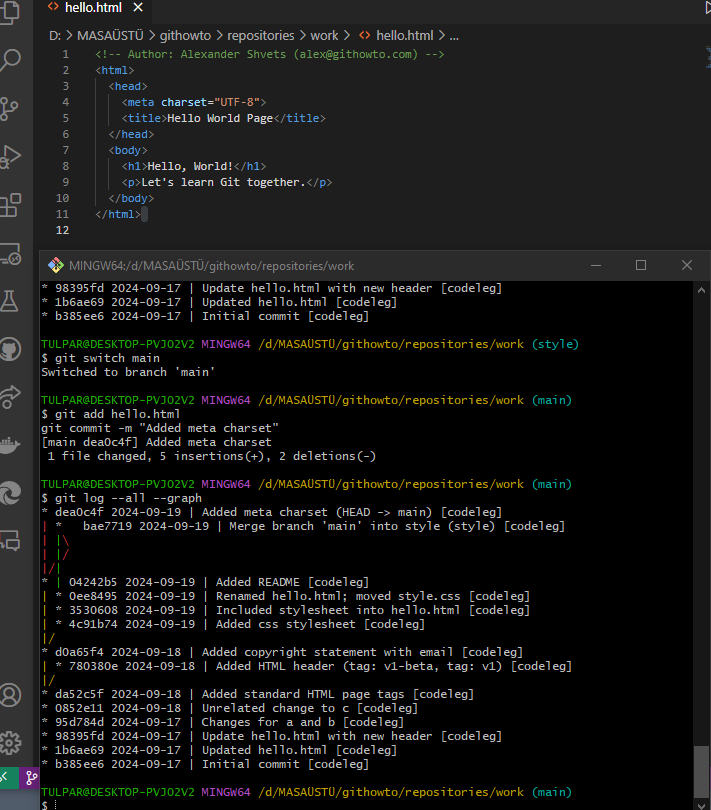 hello.html
D: > MASAÜSTÜ > githowto > repositories > work > hello.html > ...
1 <!-- Author: Alexander Shvets (alex@githowto.com) -->
2 <html>
3 <head>
4 <meta charset="UTF-8">
5 <title>Hello World Page</title>
6 </head>
7 <body>
8 <h1>Hello, World!</h1>
9 <p>Let's learn Git together.</p>
10 </body>
11 </html>
12
MINGW64:/d/MASAÜSTÜ/githowto/repositories/work
* 98395fd 2024-09-17 | Update hello.html with new header [codeleg]
* 1b6ae69 2024-09-17 | Updated hello.html [codeleg]
* b385ee6 2024-09-17 | Initial commit [codeleg]
TULPAR@DESKTOP-PVJO2V2 MINGW64 /d/MASAÜSTÜ/githowto/repositories/work (style)
$ git switch main
Switched to branch 'main'
TULPAR@DESKTOP-PVJO2V2 MINGW64 /d/MASAÜSTÜ/githowto/repositories/work (main)
$ git add hello.html
git commit -m "Added meta charset"
[main dea0c4f] Added meta charset
1 file changed, 5 insertions(+), 2 deletions(-)
TULPAR@DESKTOP-PVJO2V2 MINGW64 /d/MASAÜSTÜ/githowto/repositories/work (main)
$ git log --all --graph
* dea0c4f 2024-09-19 | Added meta charset (HEAD -> main) [codeleg]
| *   bae7719 2024-09-19 | Merge branch 'main' into style (style) [codeleg]
| |\
| |/
|/|
* | 04242b5 2024-09-19 | Added README [codeleg]
| * 0ee8495 2024-09-19 | Renamed hello.html; moved style.css [codeleg]
| * 3530608 2024-09-19 | Included stylesheet into hello.html [codeleg]
| * 4c91b74 2024-09-19 | Added css stylesheet [codeleg]
|/
* d0a65f4 2024-09-18 | Added copyright statement with email [codeleg]
| * 780380e 2024-09-18 | Added HTML header (tag: v1-beta, tag: v1) [codeleg]
|/
* da52c5f 2024-09-18 | Added standard HTML page tags [codeleg]
* 0852e11 2024-09-18 | Unrelated change to c [codeleg]
* 95d784d 2024-09-17 | Changes for a and b [codeleg]
* 98395fd 2024-09-17 | Update hello.html with new header [codeleg]
* 1b6ae69 2024-09-17 | Updated hello.html [codeleg]
* b385ee6 2024-09-17 | Initial commit [codeleg]
TULPAR@DESKTOP-PVJO2V2 MINGW64 /d/MASAÜSTÜ/githowto/repositories/work (main)
$